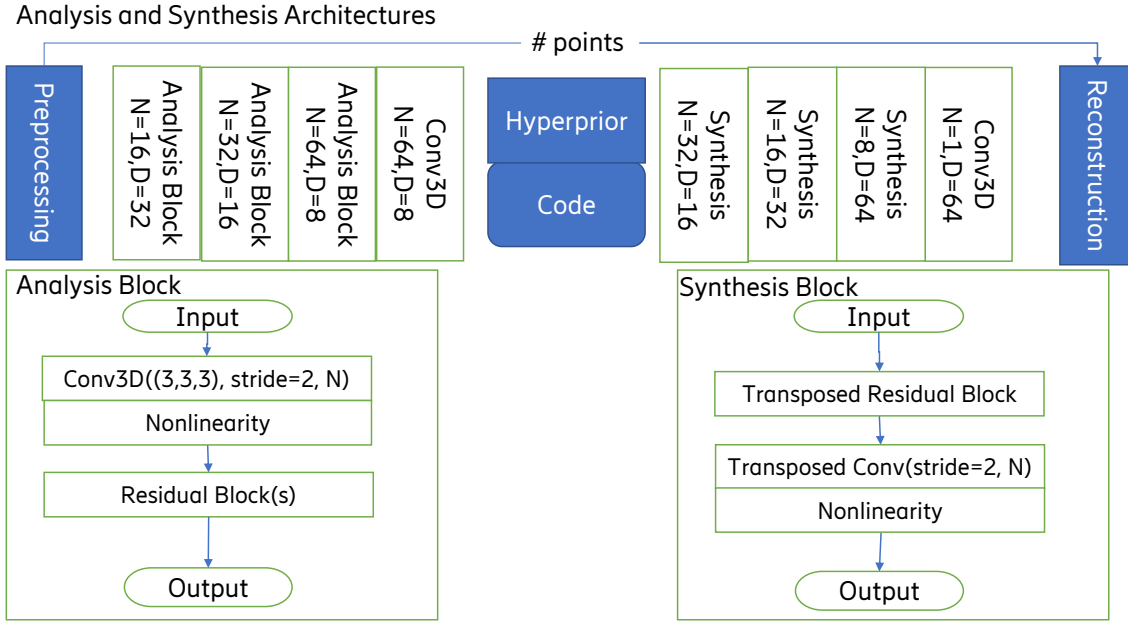 Analysis and Synthesis Architectures
# points
Preprocessing
Analysis Block
N=16,D=32
Analysis Block
N=32,D=16
Analysis Block
N=64,D=8
Conv3D
N=64,D=8
Hyperprior
Code
Synthesis
N=32,D=16
Synthesis
N=16,D=32
Synthesis
N=8,D=64
Conv3D
N=1,D=64
Reconstruction
Analysis Block
Input
Conv3D((3,3,3), stride=2, N)
Nonlinearity
Residual Block(s)
Output
Synthesis Block
Input
Transposed Residual Block
Transposed Conv(stride=2, N)
Nonlinearity
Output